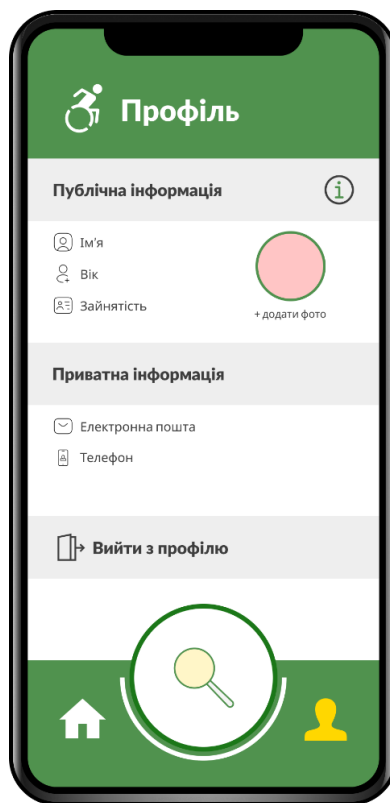 Профіль
Публічна інформація
Ім'я
Вік
Зайнятість
+ додати фото
Приватна інформація
Електронна пошта
Телефон
Вийти з профілю